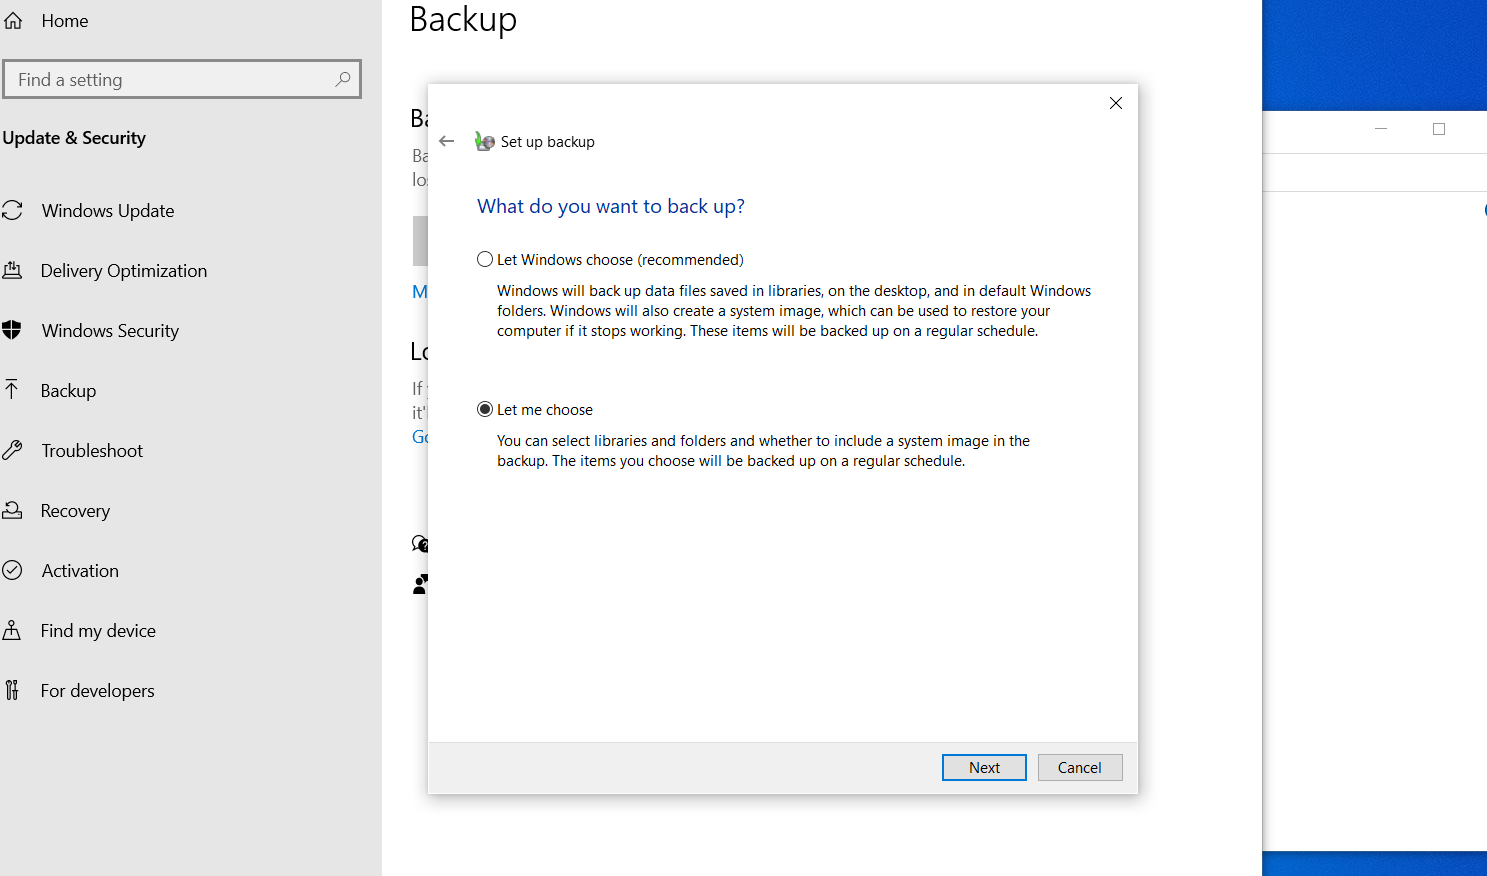 Home
Find a setting
Update & Security
Windows Update
Delivery Optimization
Windows Security
Backup
Troubleshoot
Recovery
Activation
Find my device
For developers
Backup
Set up backup
What do you want to back up?
Let Windows choose (recommended)
Windows will back up data files saved in libraries, on the desktop, and in default Windows
folders. Windows will also create a system image, which can be used to restore your
computer if it stops working. These items will be backed up on a regular schedule.
Let me choose
You can select libraries and folders and whether to include a system image in the
backup. The items you choose will be backed up on a regular schedule.
Next
Cancel
If
it'